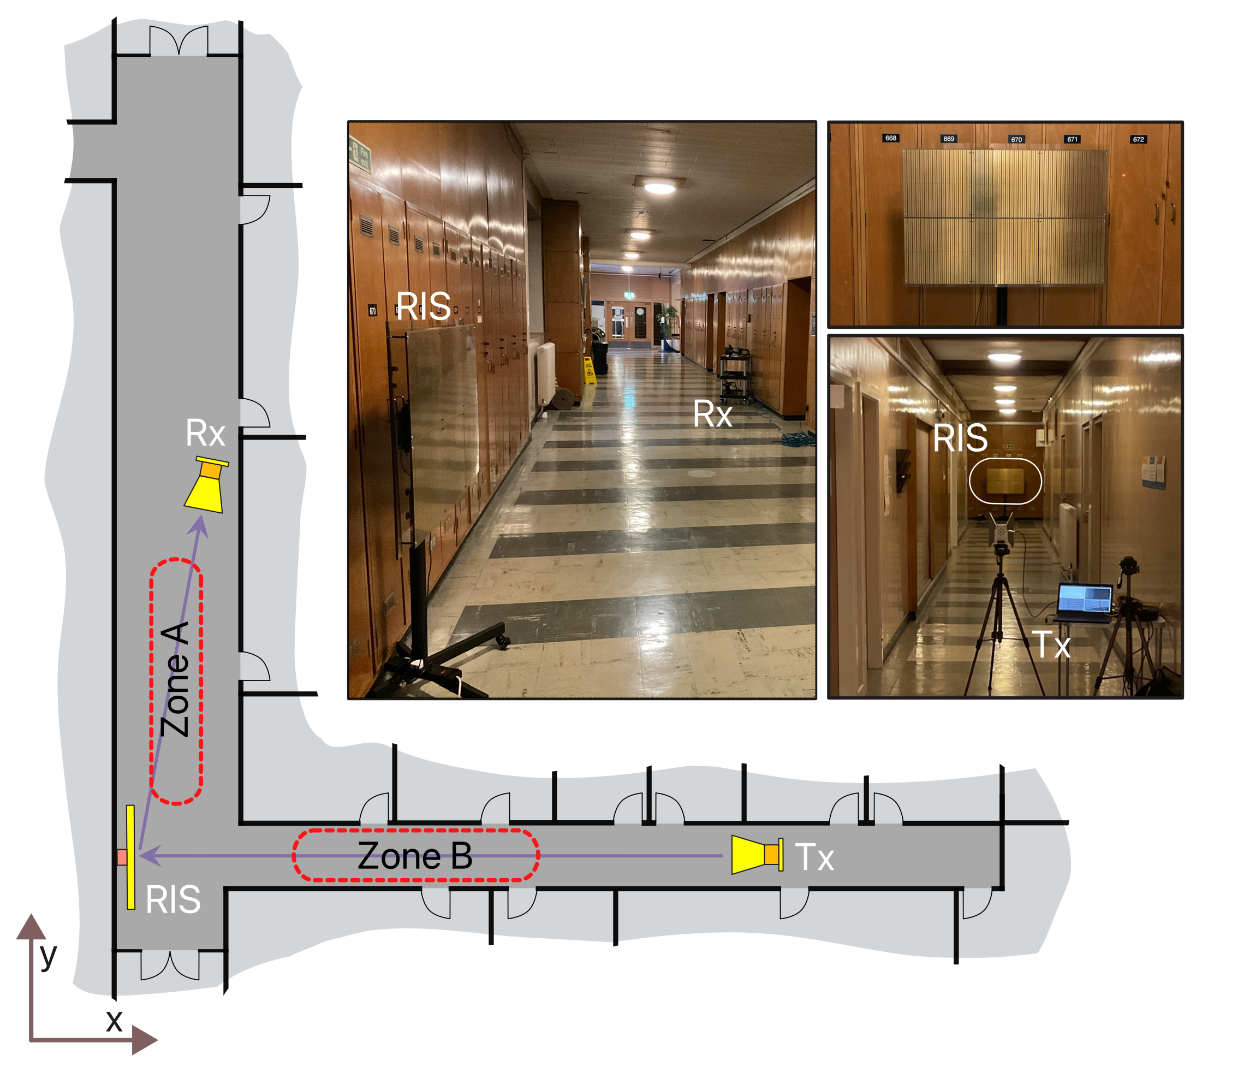 668
669
670
671
672
RIS
Rx
RIS
Tx
Rx
Zone A
Zone B
Tx
RIS
y
x